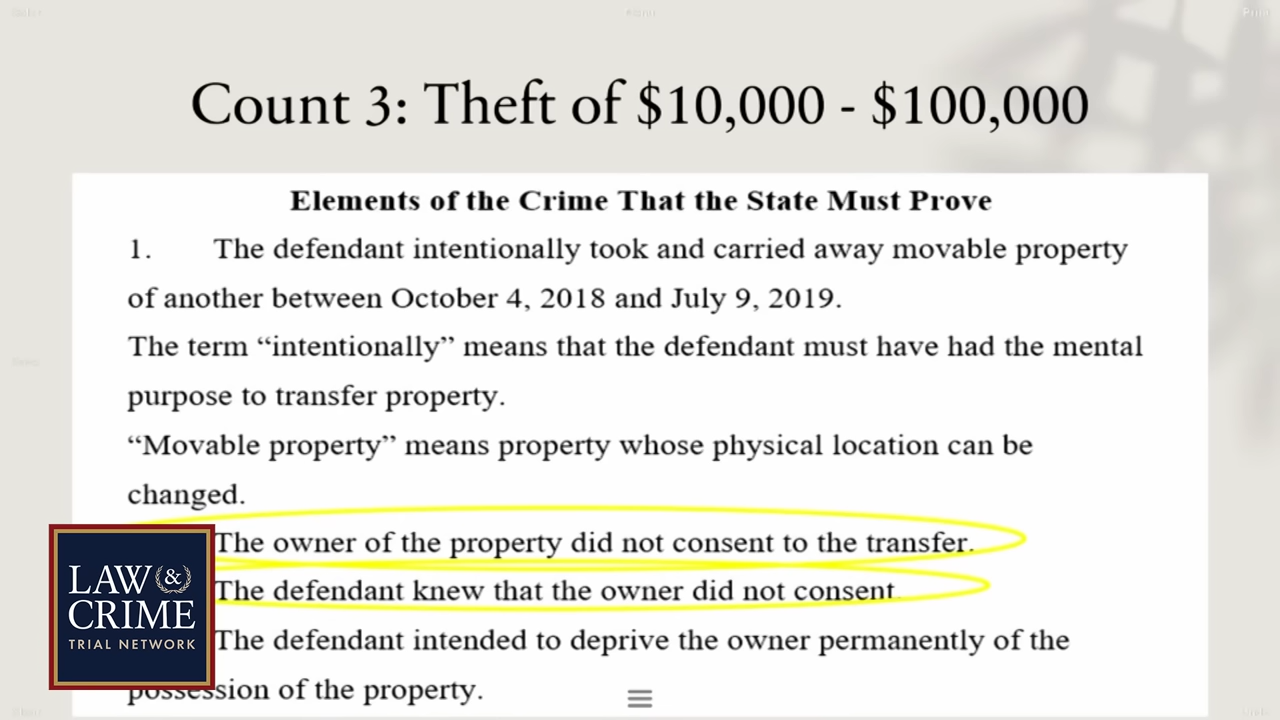 Count 3: Theft of $10,000 - $100,000
Elements of the Crime That the State Must Prove
1. The defendant intentionally took and carried away movable property
of another between October 4, 2018 and July 9, 2019.
The term “intentionally” means that the defendant must have had the mental
purpose to transfer property.
“Movable property” means property whose physical location can be
changed.
The owner of the property did not consent to the transfer.
The defendant knew that the owner did not consent.
The defendant intended to deprive the owner permanently of the
possession of the property.
LAW &
CRIME
TRIAL NETWORK